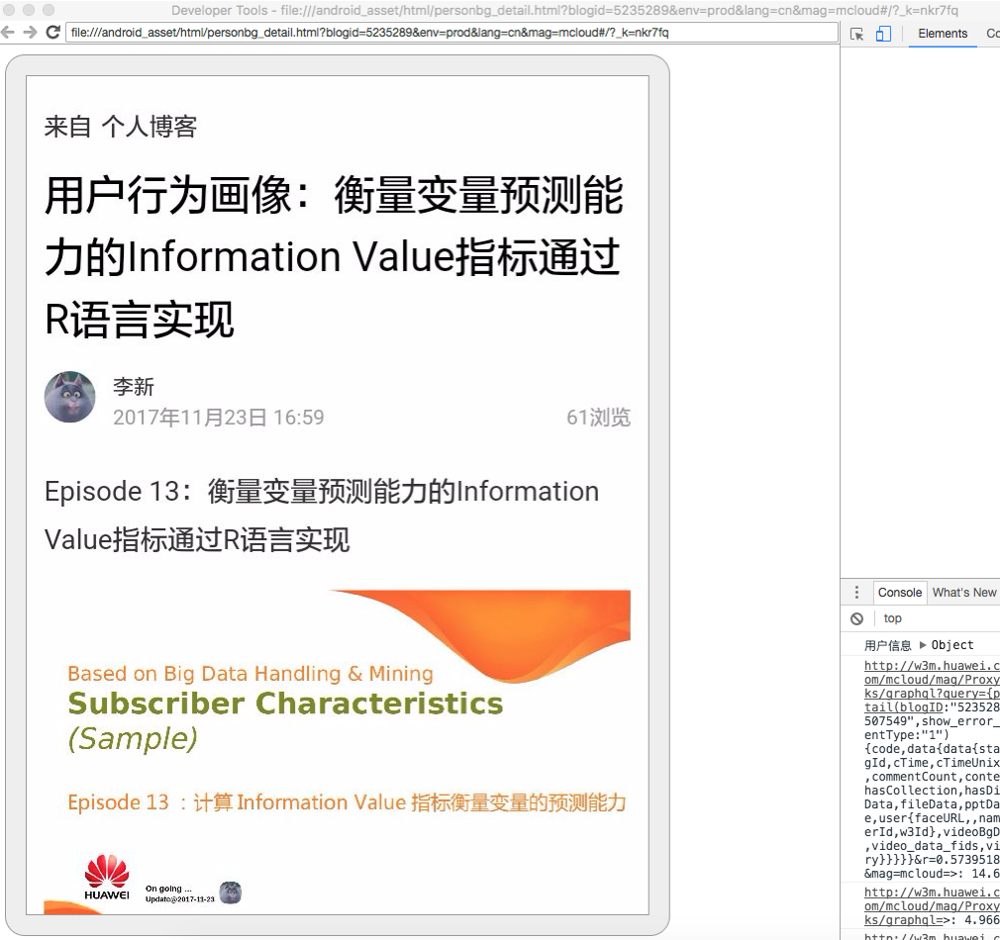 Developer Tools - file:///android_asset/html/personbg_detail.html?blogid=5235289&env=prod&lang=cn&mag=mcloud#/?_k=nkr7fq
file:///android_asset/html/personbg_detail.html?blogid=5235289&env=prod&lang=cn&mag=mcloud#/?_k=nkr7fq
Elements Co
来自 个人博客
用户行为画像：衡量变量预测能
力的Information Value指标通过
R语言实现
李新
2017年11月23日 16:59
61浏览
Episode 13：衡量变量预测能力的Information
Value指标通过R语言实现
Based on Big Data Handling & Mining
Subscriber Characteristics
(Sample)
Episode 13 ：计算 Information Value 指标衡量变量的预测能力
HUAWEI
On going ...
Update@2017-11-23
Console What's New
top
用户信息 ▶ Object
http://w3m.huawei.c
om/mcloud/mag/Proxy
ks/graphql?query={p
tail(blogID:"523528
507549",show_error_
entType:"1")
{code,data{data{sta
gId,cTime,cTimeUnix
,commentCount,conte
hasCollection,hasDi
Data,fileData,pptDa
e,user{faceURL,,nam
erId,w3Id},videoBgD
,video_data_fids,vi
ry}}}}}&r=0.5739518
&mag=mcloud=>: 14.6
http://w3m.huawei.c
om/mcloud/mag/Proxy
ks/graphql=>: 4.966
http://w3m.huawei.c